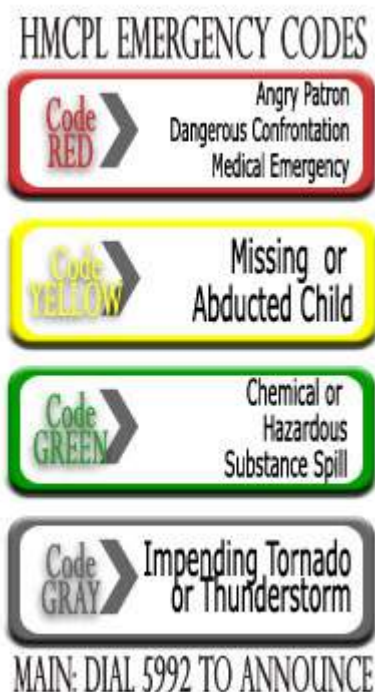 HMCPL EMERGENCY CODES
Code
RED
Angry Patron
Dangerous Confrontation
Medical Emergency
Code
YELLOW
Missing or
Abducted Child
Code
GREEN
Chemical or
Hazardous
Substance Spill
Code
GRAY
Impending Tornado
or Thunderstorm
MAIN: DIAL 5992 TO ANNOUNCE